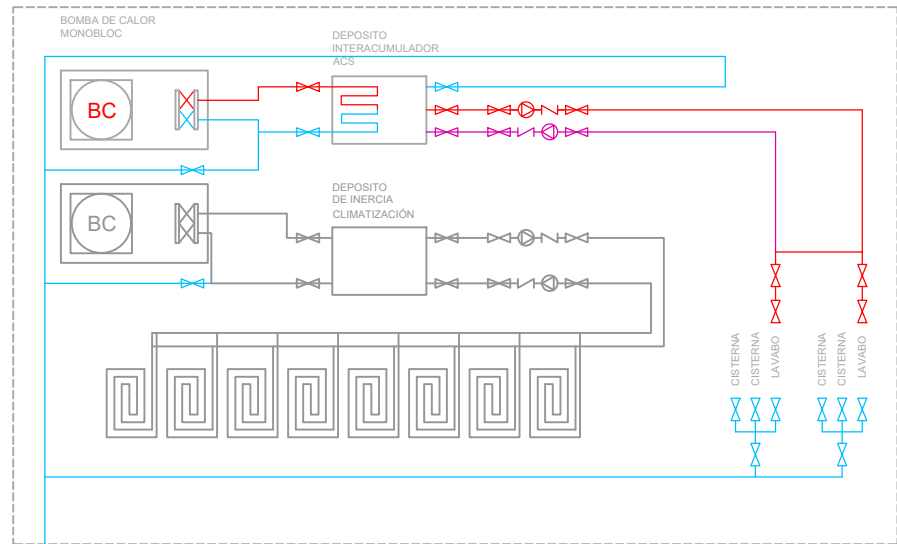 BOMBA DE CALOR
MONOBLOC
DEPOSITO
INTERACUMULADOR
ACS
BC
DEPOSITO
DE INERCIA
CLIMATIZACIÓN
BC
CISTERNA
CISTERNA
LAVABO
CISTERNA
CISTERNA
LAVABO